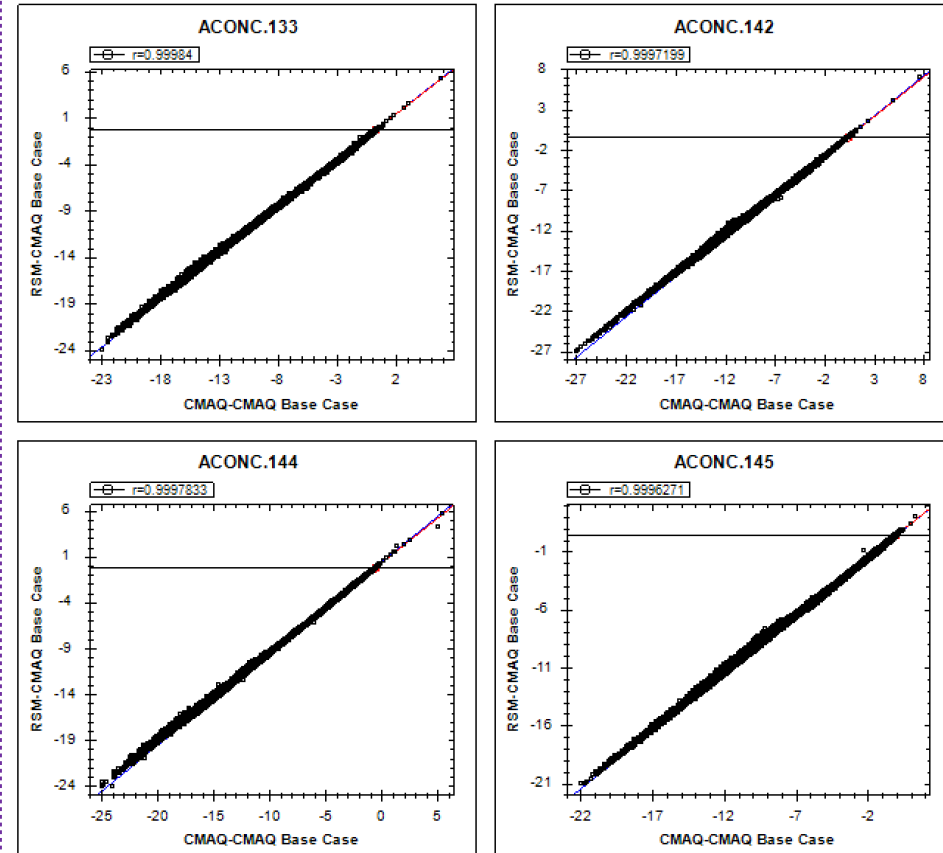 ACONC.133
r=0.99984
6
1
-4
-9
-14
-19
-24
RSM-CMAQ Base Case
-23 -18 -13 -8 -3 2
CMAQ-CMAQ Base Case
ACONC.142
r=0.9997199
8
3
-2
-7
-12
-17
-22
-27
RSM-CMAQ Base Case
-27 -22 -17 -12 -7 -2 3 8
CMAQ-CMAQ Base Case
ACONC.144
r=0.9997833
6
1
-4
-9
-14
-19
-24
RSM-CMAQ Base Case
-25 -20 -15 -10 -5 0 5
CMAQ-CMAQ Base Case
ACONC.145
r=0.9996271
-1
-6
-11
-16
-21
RSM-CMAQ Base Case
-22 -17 -12 -7 -2
CMAQ-CMAQ Base Case